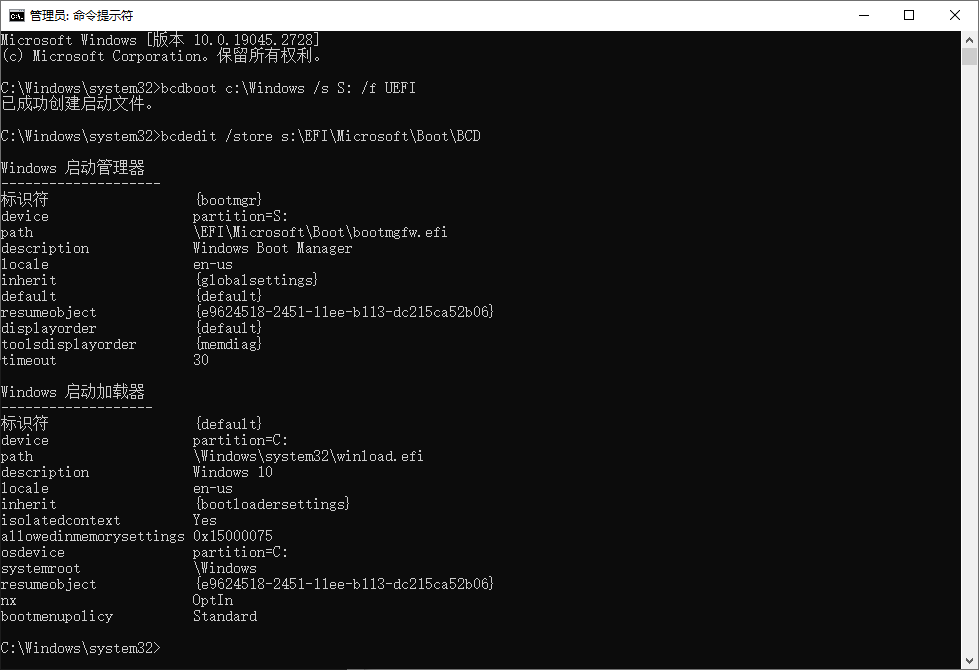 管理员: 命令提示符
Microsoft Windows [版本 10.0.19045.2728]
(c) Microsoft Corporation。保留所有权利。
C:\Windows\system32>bcdboot c:\Windows /s S: /f UEFI
已成功创建启动文件。
C:\Windows\system32>bcdedit /store s:\EFI\Microsoft\Boot\BCD
Windows 启动管理器
--------------------
标识符                  {bootmgr}
device                  partition=S:
path                    \EFI\Microsoft\Boot\bootmgfw.efi
description             Windows Boot Manager
locale                  en-us
inherit                 {globalsettings}
default                 {default}
resumeobject            {e9624518-2451-11ee-b113-dc215ca52b06}
displayorder            {default}
toolsdisplayorder       {memdiag}
timeout                 30
Windows 启动加载器
-------------------
标识符                  {default}
device                  partition=C:
path                    \Windows\system32\winload.efi
description             Windows 10
locale                  en-us
inherit                 {bootloadersettings}
isolatedcontext         Yes
allowedinmemorysettings 0x15000075
osdevice                partition=C:
systemroot              \Windows
resumeobject            {e9624518-2451-11ee-b113-dc215ca52b06}
nx                      OptIn
bootmenupolicy          Standard
C:\Windows\system32>